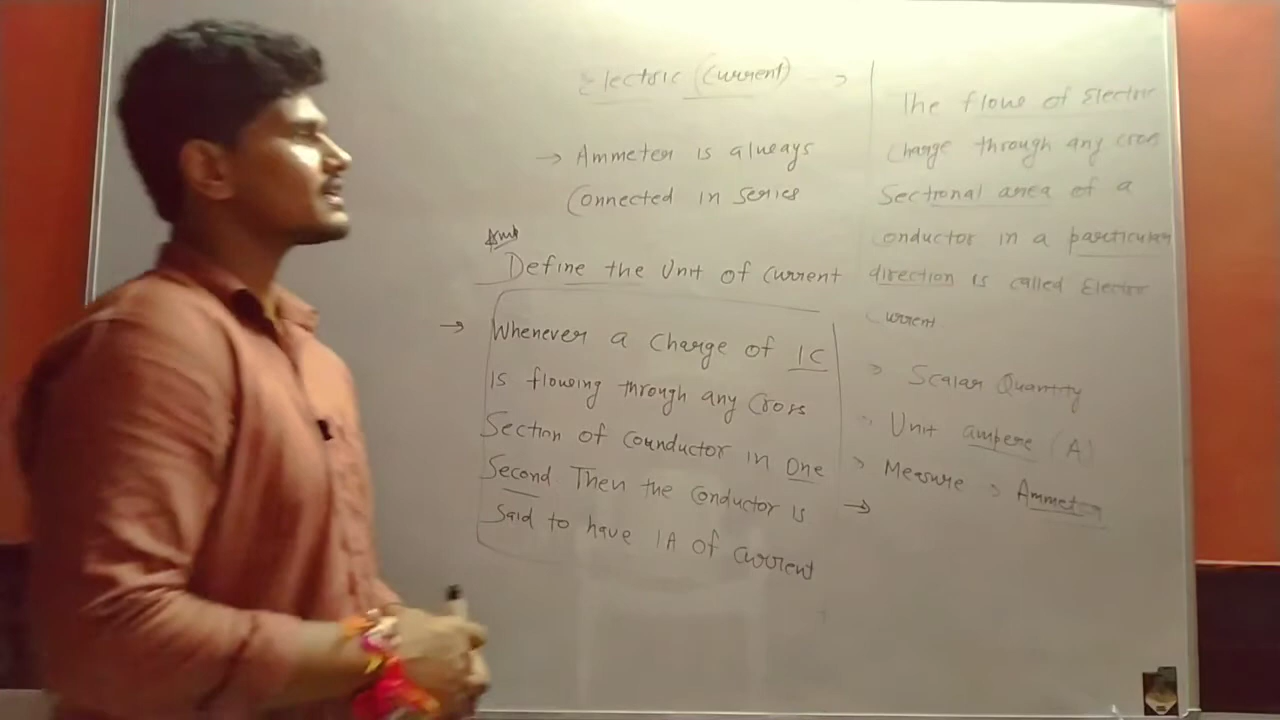 Electric (Current) →
→ Ammeter is always
Connected in series
Define the Unit of current
→ Whenever a charge of 1C
is flowing through any cross
Section of counductor in One
Second Then the conductor is
said to have 1A of current
The flow of Electric
charge through any cross
Sectional area of a
conductor in a particular
direction is called Electric
Current
→ Scalar Quantity
Unit ampere (A)
→ Measure → Ammeter
→